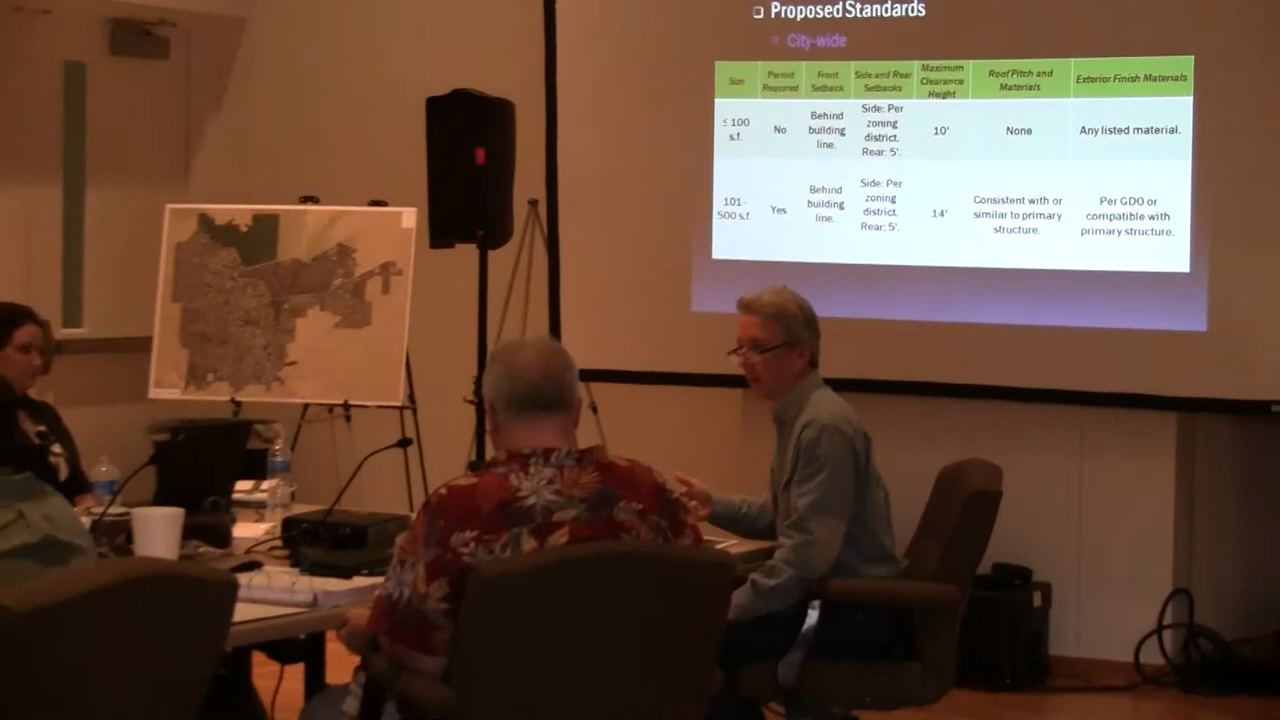 ❑ Proposed Standards
▫ City-wide
Size
Permit
Required
Front
Setback
Side and Rear
Setbacks
Maximum
Clearance
Height
Roof Pitch and
Materials
Exterior Finish Materials
≤ 100
s.f.
No
Behind
building
line.
Side: Per
zoning
district.
Rear: 5'.
10'
None
Any listed material.
101-
500 s.f.
Yes
Behind
building
line.
Side: Per
zoning
district.
Rear: 5'.
14'
Consistent with or
similar to primary
structure.
Per GDO or
compatible with
primary structure.